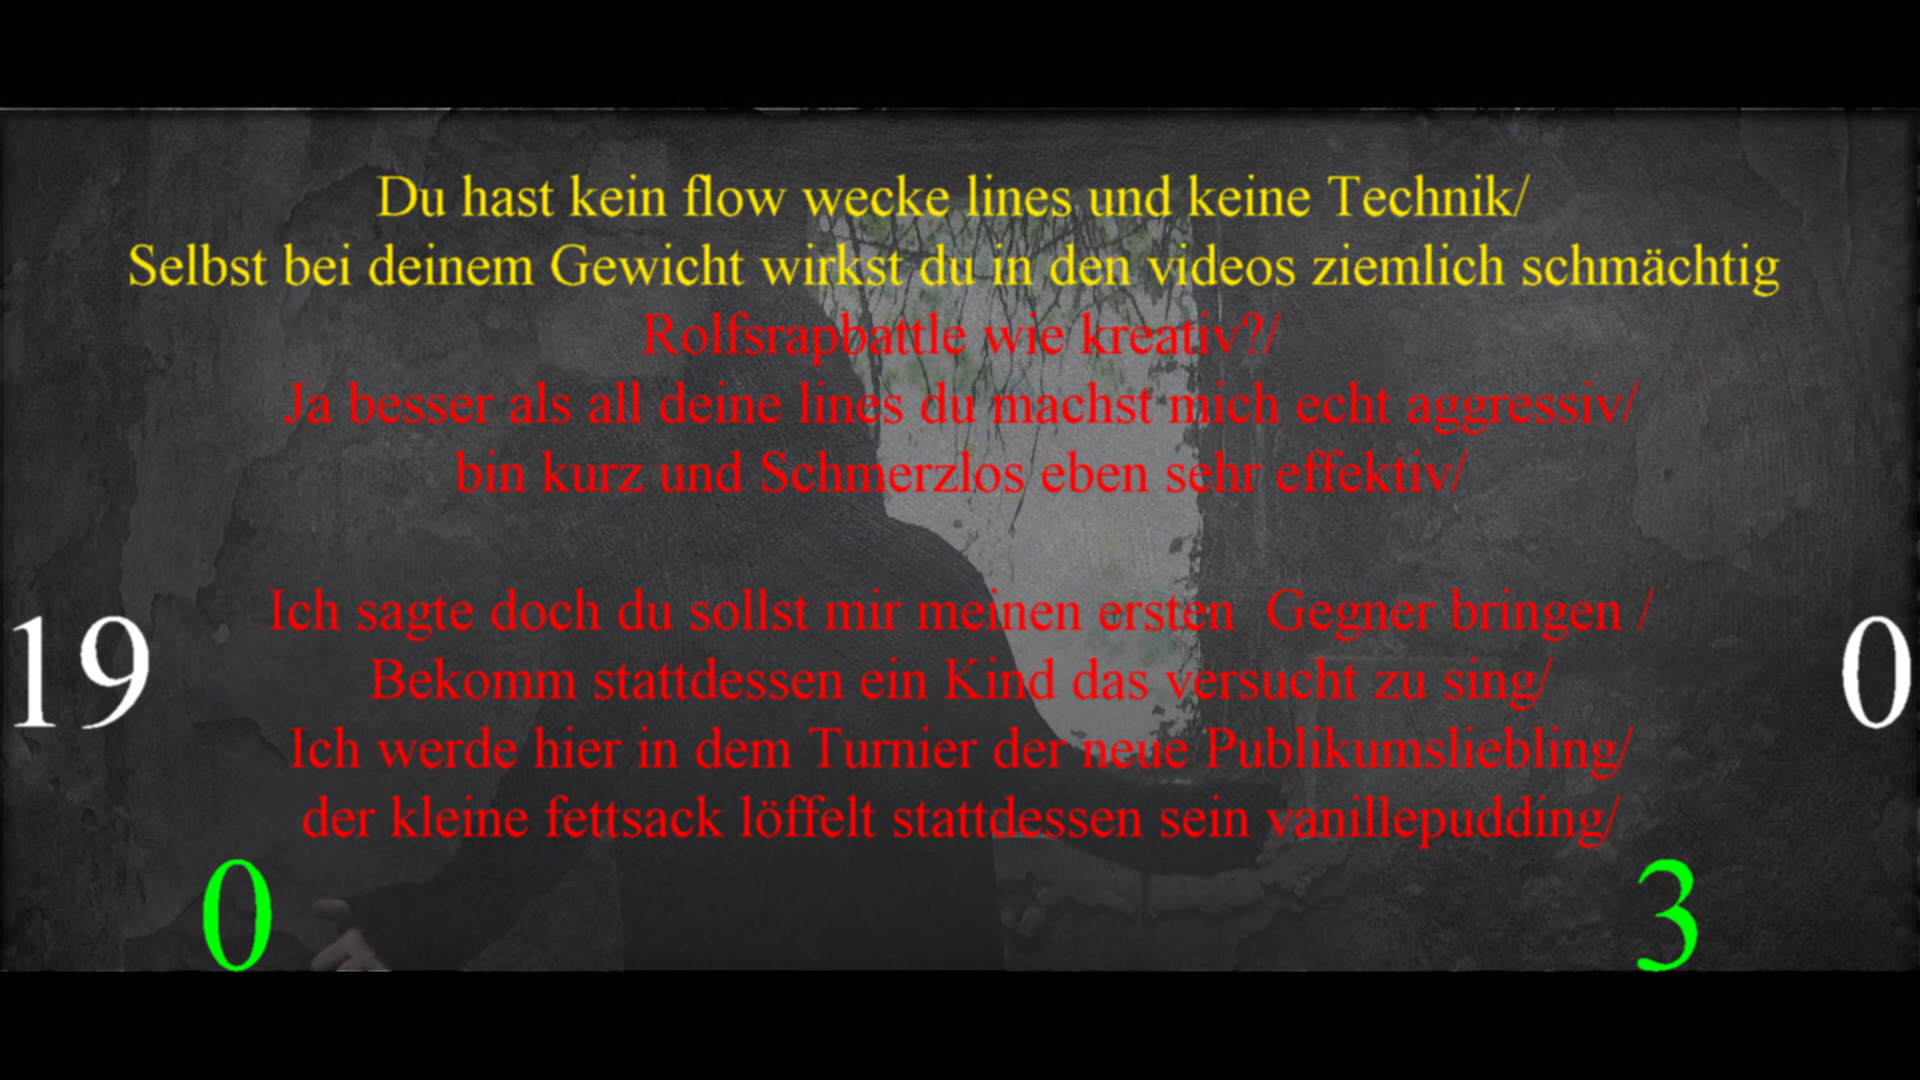 Du hast kein flow wecke lines und keine Technik/
Selbst bei deinem Gewicht wirkst du in den videos ziemlich schmächtig
Rolfsrapbattle wie kreativ?/
Ja besser als all deine lines du machst mich echt aggressiv/
bin kurz und Schmerzlos eben sehr effektiv/
Ich sagte doch du sollst mir meinen ersten  Gegner bringen /
Bekomm stattdessen ein Kind das versucht zu sing/
Ich werde hier in dem Turnier der neue Publikumsliebling/
der kleine fettsack löffelt stattdessen sein vanillepudding/
19
0
0
3